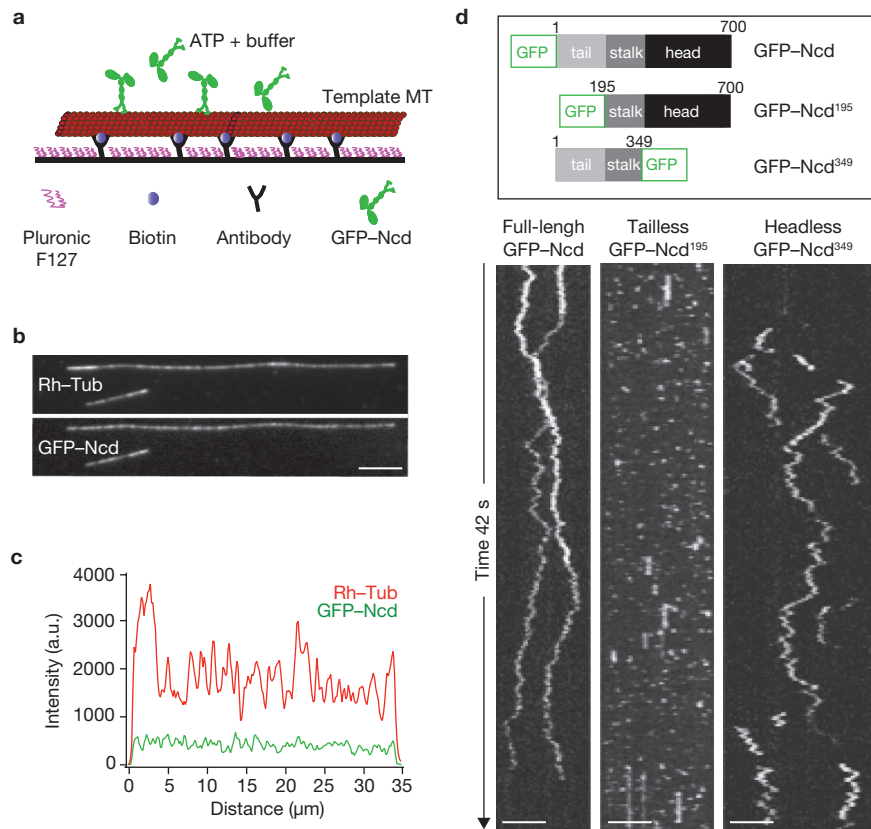 a
ATP + buffer
Template MT
Pluronic
F127
Biotin
Antibody
GFP–Ncd
b
Rh–Tub
GFP–Ncd
c
Intensity (a.u.)
4000
3000
2000
1000
0
Rh–Tub
GFP–Ncd
0 5 10 15 20 25 30 35
Distance (µm)
d
1 700
GFP tail stalk head GFP–Ncd
195 700
GFP stalk head GFP–Ncd¹⁹⁵
1 349
tail stalk GFP GFP–Ncd³⁴⁹
Full-lengh
GFP–Ncd
Tailless
GFP–Ncd¹⁹⁵
Headless
GFP–Ncd³⁴⁹
Time 42 s